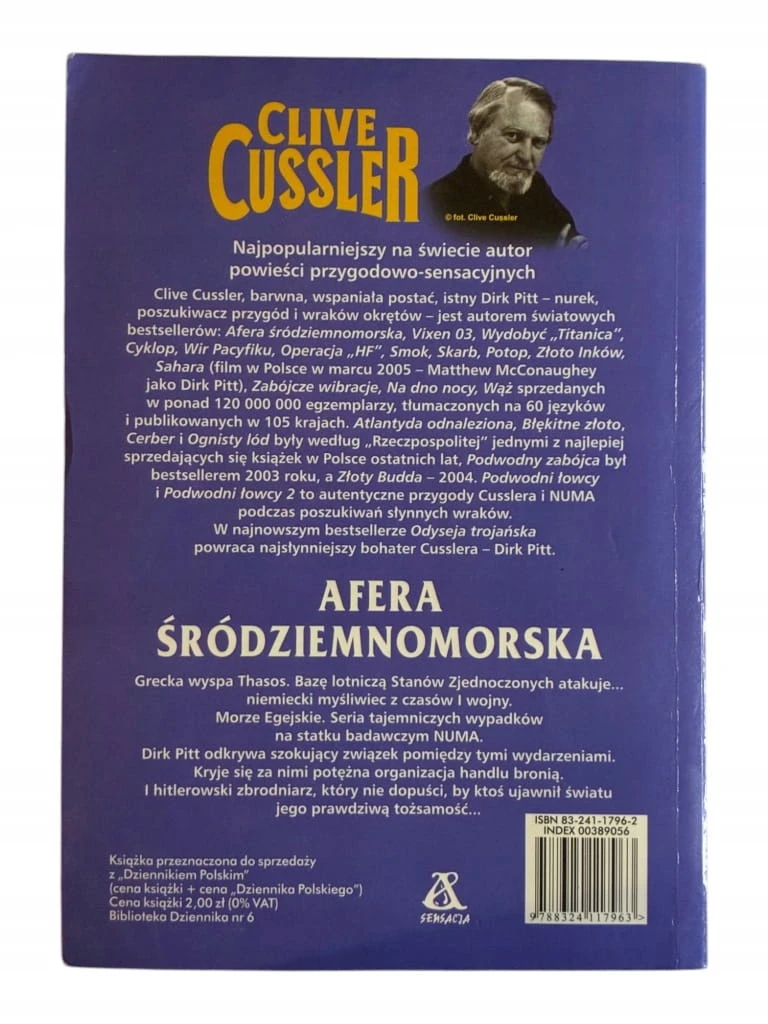 CLIVE
CUSSLER
© fot. Clive Cussler
Najpopularniejszy na świecie autor
powieści przygodowo-sensacyjnych
Clive Cussler, barwna, wspaniała postać, istny Dirk Pitt – nurek,
poszukiwacz przygód i wraków okrętów – jest autorem światowych
bestsellerów: Afera śródziemnomorska, Vixen 03, Wydobyć „Titanica”,
Cyklop, Wir Pacyfiku, Operacja „HF”, Smok, Skarb, Potop, Złoto Inków,
Sahara (film w Polsce w marcu 2005 – Matthew McConaughey
jako Dirk Pitt), Zabójcze wibracje, Na dno nocy, Wąż sprzedanych
w ponad 120 000 000 egzemplarzy, tłumaczonych na 60 języków
i publikowanych w 105 krajach. Atlantyda odnaleziona, Błękitne złoto,
Cerber i Ognisty lód były według „Rzeczpospolitej” jednymi z najlepiej
sprzedających się książek w Polsce ostatnich lat, Podwodny zabójca był
bestsellerem 2003 roku, a Złoty Budda – 2004. Podwodni łowcy
i Podwodni łowcy 2 to autentyczne przygody Cusslera i NUMA
podczas poszukiwań słynnych wraków.
W najnowszym bestsellerze Odyseja trojańska
powraca najsłynniejszy bohater Cusslera – Dirk Pitt.
AFERA
ŚRÓDZIEMNOMORSKA
Grecka wyspa Thasos. Bazę lotniczą Stanów Zjednoczonych atakuje...
niemiecki myśliwiec z czasów I wojny.
Morze Egejskie. Seria tajemniczych wypadków
na statku badawczym NUMA.
Dirk Pitt odkrywa szokujący związek pomiędzy tymi wydarzeniami.
Kryje się za nimi potężna organizacja handlu bronią.
I hitlerowski zbrodniarz, który nie dopuści, by ktoś ujawnił światu
jego prawdziwą tożsamość...
ISBN 83-241-1796-2
INDEX 00389056
9 788324 117963 >
Książka przeznaczona do sprzedaży
z „Dziennikiem Polskim”
(cena książki + cena „Dziennika Polskiego”)
Cena książki 2,00 zł (0% VAT)
Biblioteka Dziennika nr 6
SENSACJA